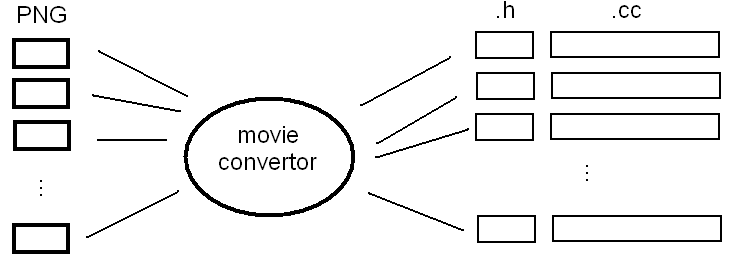 PNG
.h
.cc
movie
convertor